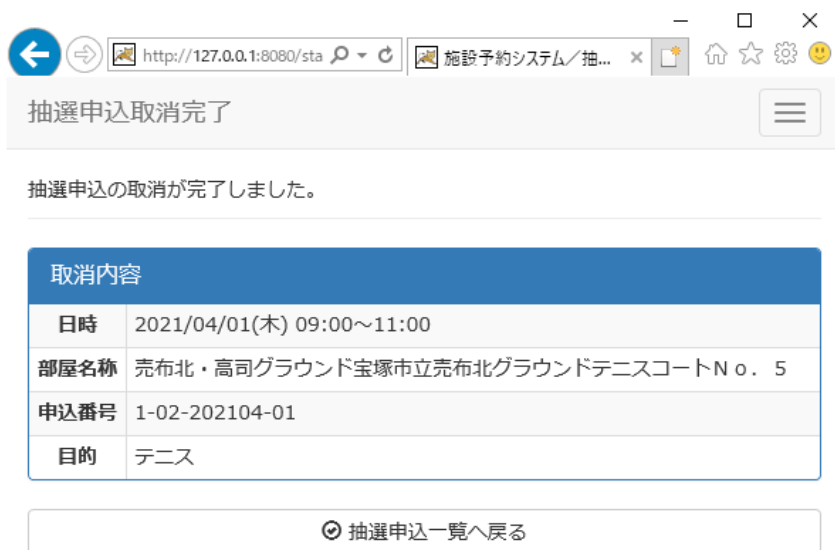 http://127.0.0.1:8080/sta
施設予約システム／抽...
抽選申込取消完了
抽選申込の取消が完了しました。
取消内容
日時 2021/04/01(木) 09:00～11:00
部屋名称 売布北・高司グラウンド宝塚市立売布北グラウンドテニスコートＮｏ．５
申込番号 1-02-202104-01
目的 テニス
抽選申込一覧へ戻る